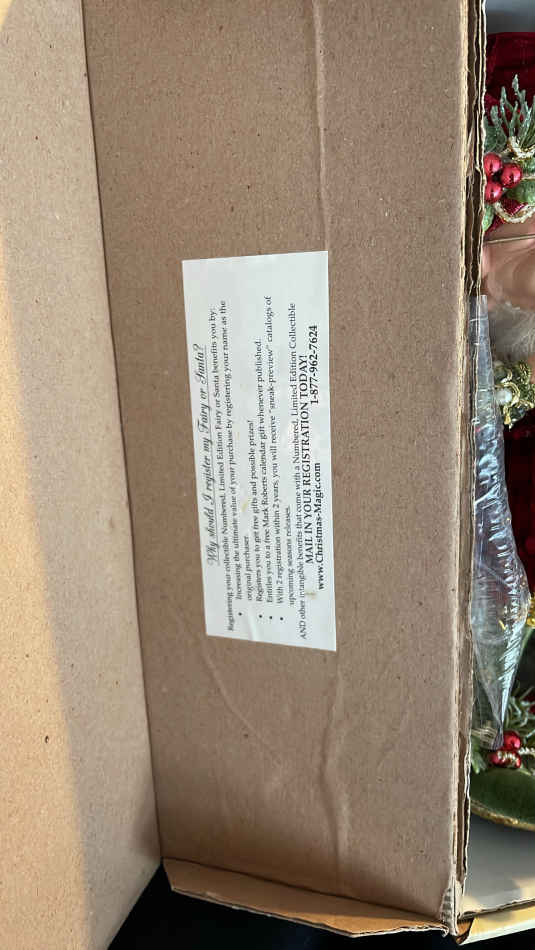 Why should I register my Fairy or Santa?
Registering your collectible Numbered, Limited Edition Fairy or Santa benefits you by:
• Increasing the ultimate value of your purchase by registering your name as the
original purchaser.
• Registers you to get free gifts and possible prizes!
• Entitles you to a free Mark Roberts calendar gift whenever published.
• With 2 registration within 2 years, you will receive "sneak-preview" catalogs of
upcoming seasons releases.
AND other intangible benefits that come with a Numbered, Limited Edition Collectible
MAIL IN YOUR REGISTRATION TODAY!
www.Christmas-Magic.com 1-877-962-7624